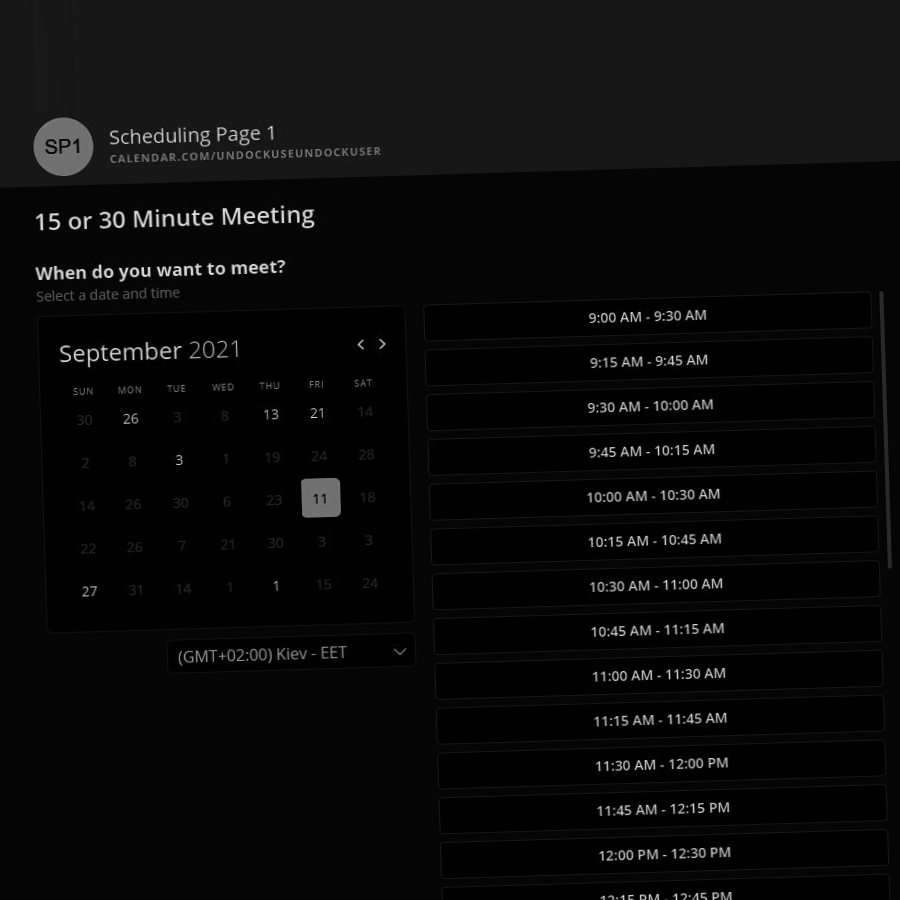 SP1
Scheduling Page 1
CALENDAR.COM/UNDOCKUSEUNDOCKUSER
15 or 30 Minute Meeting
When do you want to meet?
Select a date and time
September 2021
SUN MON TUE WED THU FRI SAT
30 26 3 8 13 21 14
2 8 3 1 19 24 28
14 26 30 6 23 11 18
22 26 7 21 30 3 3
27 31 14 1 1 15 24
(GMT+02:00) Kiev - EET
9:00 AM - 9:30 AM
9:15 AM - 9:45 AM
9:30 AM - 10:00 AM
9:45 AM - 10:15 AM
10:00 AM - 10:30 AM
10:15 AM - 10:45 AM
10:30 AM - 11:00 AM
10:45 AM - 11:15 AM
11:00 AM - 11:30 AM
11:15 AM - 11:45 AM
11:30 AM - 12:00 PM
11:45 AM - 12:15 PM
12:00 PM - 12:30 PM
12:15 PM - 12:45 PM